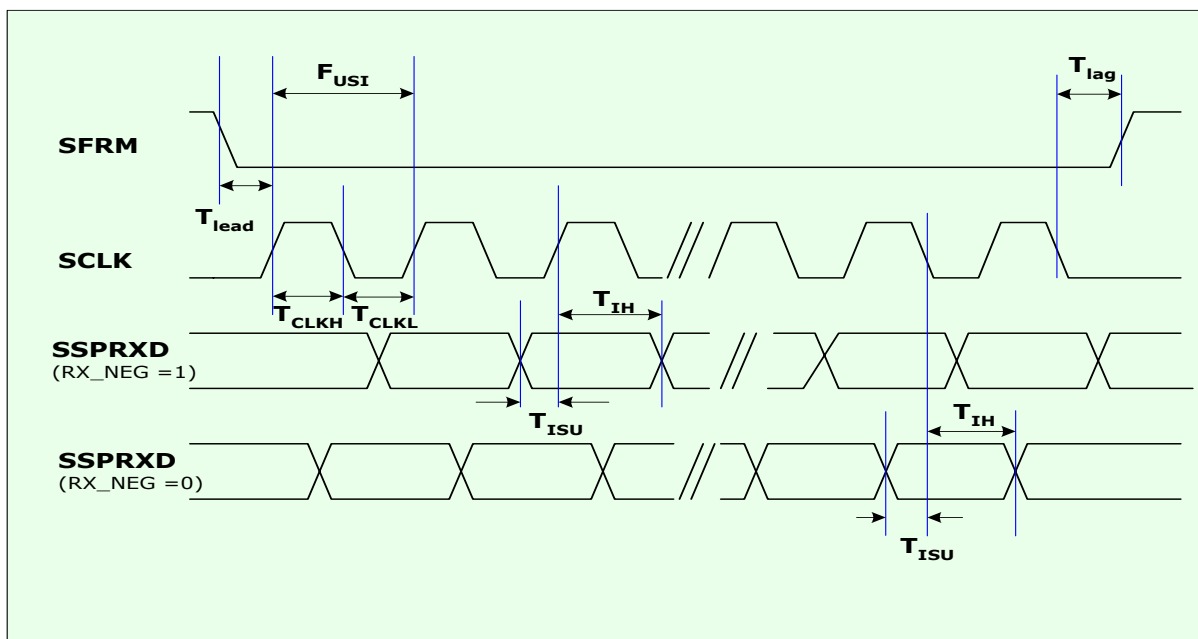 F_USI
T_lag
SFRM
T_lead
SCLK
T_CLKH T_CLKL
T_IH
SSPRXD
(RX_NEG =1)
T_ISU
T_IH
SSPRXD
(RX_NEG =0)
T_ISU